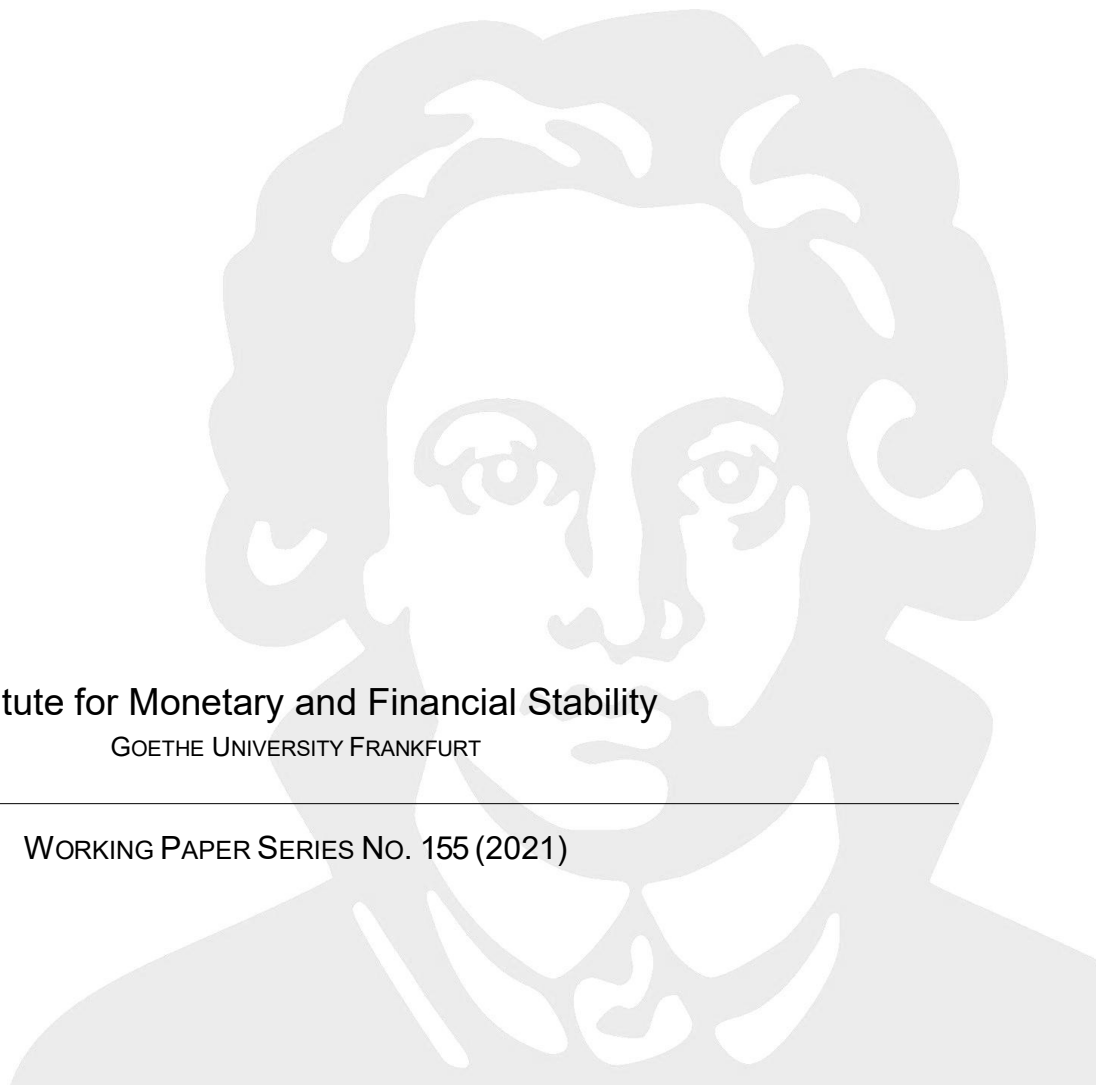 tute for Monetary and Financial Stability
GOETHE UNIVERSITY FRANKFURT
WORKING PAPER SERIES NO. 155 (2021)